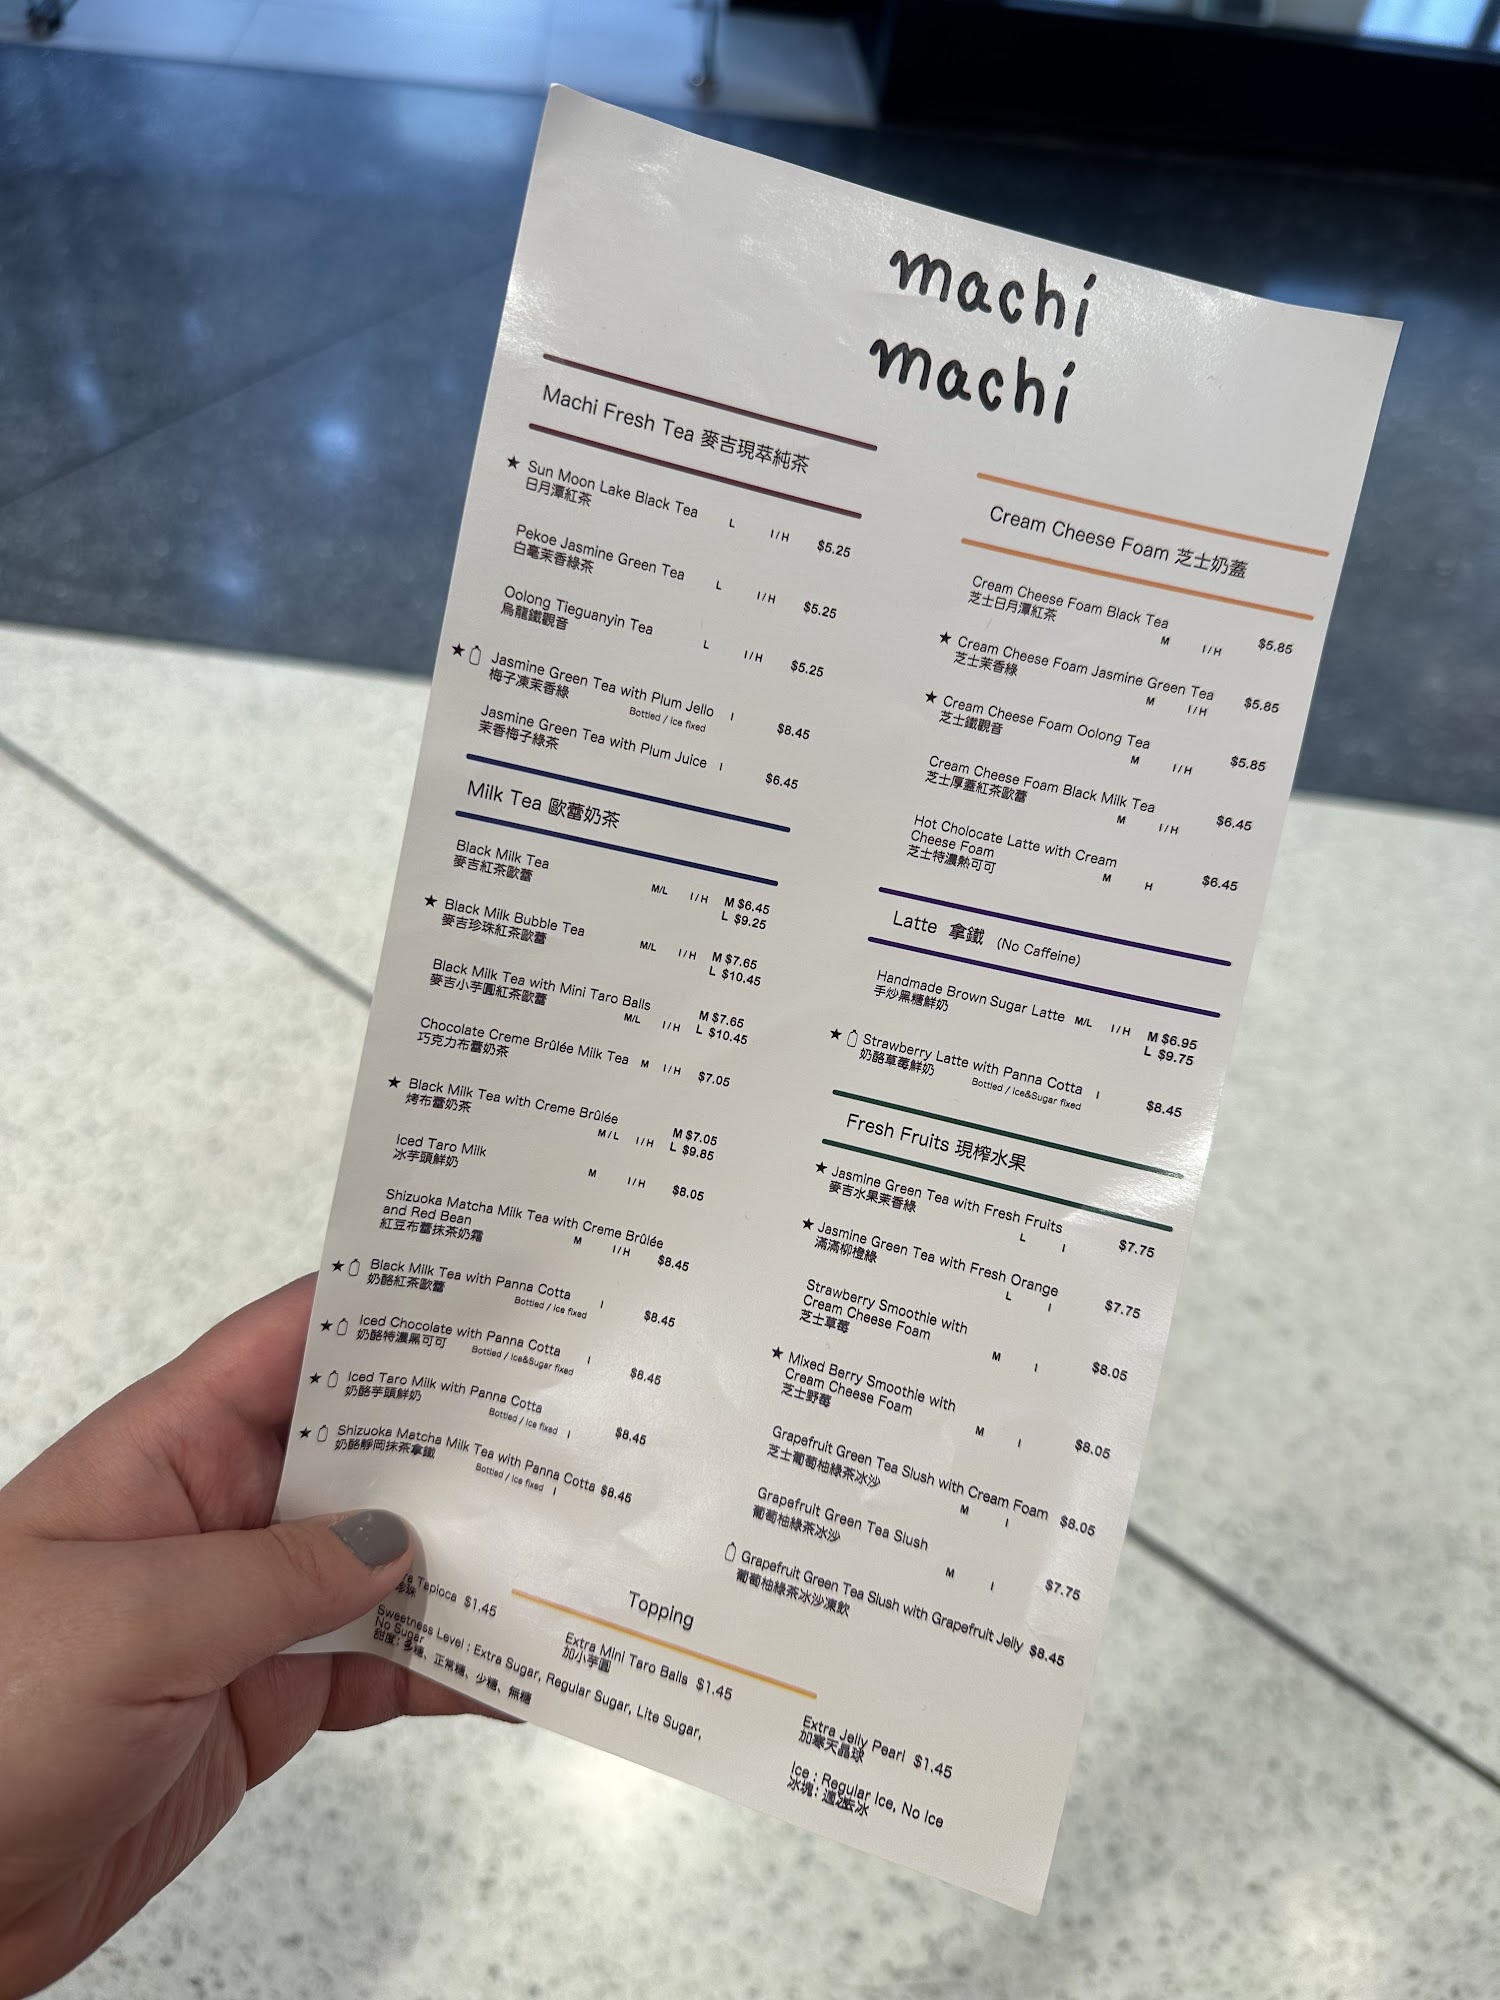 machi
machi
Machi Fresh Tea 麥吉現萃純茶
★ Sun Moon Lake Black Tea L I/H $5.25
日月潭紅茶
Pekoe Jasmine Green Tea L I/H $5.25
白毫茉香綠茶
Oolong Tieguanyin Tea L I/H $5.25
烏龍鐵觀音
★ Jasmine Green Tea with Plum Jello I $8.45
梅子凍茉香綠 Bottled / Ice fixed
Jasmine Green Tea with Plum Juice I $6.45
茉香梅子綠茶
Milk Tea 歐蕾奶茶
Black Milk Tea M/L I/H M $6.45
麥吉紅茶歐蕾 L $9.25
★ Black Milk Bubble Tea M/L I/H M $7.65
麥吉珍珠紅茶歐蕾 L $10.45
Black Milk Tea with Mini Taro Balls M $7.65
麥吉小芋圓紅茶歐蕾 M/L I/H L $10.45
Chocolate Creme Brûlée Milk Tea M I/H $7.05
巧克力布蕾奶茶
★ Black Milk Tea with Creme Brûlée M $7.05
烤布蕾奶茶 M/L I/H L $9.85
Iced Taro Milk M I/H $8.05
冰芋頭鮮奶
Shizuoka Matcha Milk Tea with Creme Brûlée
and Red Bean M I/H $8.45
紅豆布蕾抹茶奶霜
★ Black Milk Tea with Panna Cotta I $8.45
奶酪紅茶歐蕾 Bottled / Ice fixed
★ Iced Chocolate with Panna Cotta I $8.45
奶酪特濃黑可可 Bottled / Ice&Sugar fixed
★ Iced Taro Milk with Panna Cotta I $8.45
奶酪芋頭鮮奶 Bottled / Ice fixed
★ Shizuoka Matcha Milk Tea with Panna Cotta $8.45
奶酪靜岡抹茶拿鐵 Bottled / Ice fixed I
Cream Cheese Foam 芝士奶蓋
Cream Cheese Foam Black Tea M I/H $5.85
芝士日月潭紅茶
★ Cream Cheese Foam Jasmine Green Tea $5.85
芝士茉香綠 M I/H
★ Cream Cheese Foam Oolong Tea M I/H $5.85
芝士鐵觀音
Cream Cheese Foam Black Milk Tea M I/H $6.45
芝士厚蓋紅茶歐蕾
Hot Cholocate Latte with Cream
Cheese Foam M H $6.45
芝士特濃熱可可
Latte 拿鐵 (No Caffeine)
Handmade Brown Sugar Latte M/L I/H M $6.95
手炒黑糖鮮奶 L $9.75
★ Strawberry Latte with Panna Cotta I $8.45
奶酪草莓鮮奶 Bottled / Ice&Sugar fixed
Fresh Fruits 現榨水果
★ Jasmine Green Tea with Fresh Fruits L I $7.75
麥吉水果茉香綠
★ Jasmine Green Tea with Fresh Orange L I $7.75
滿滿柳橙綠
Strawberry Smoothie with
Cream Cheese Foam M I $8.05
芝士草莓
★ Mixed Berry Smoothie with
Cream Cheese Foam M I $8.05
芝士野莓
Grapefruit Green Tea Slush with Cream Foam $8.05
芝士葡萄柚綠茶冰沙 M I
Grapefruit Green Tea Slush M I $7.75
葡萄柚綠茶冰沙
Grapefruit Green Tea Slush with Grapefruit Jelly $8.45
葡萄柚綠茶冰沙凍飲
Topping
Tapioca $1.45
珍珠
Extra Mini Taro Balls $1.45
加小芋圓
Extra Jelly Pearl $1.45
加寒天晶球
Sweetness Level : Extra Sugar, Regular Sugar, Lite Sugar,
No Sugar
甜度：多糖、正常糖、少糖、無糖
Ice : Regular Ice, No Ice
冰塊：